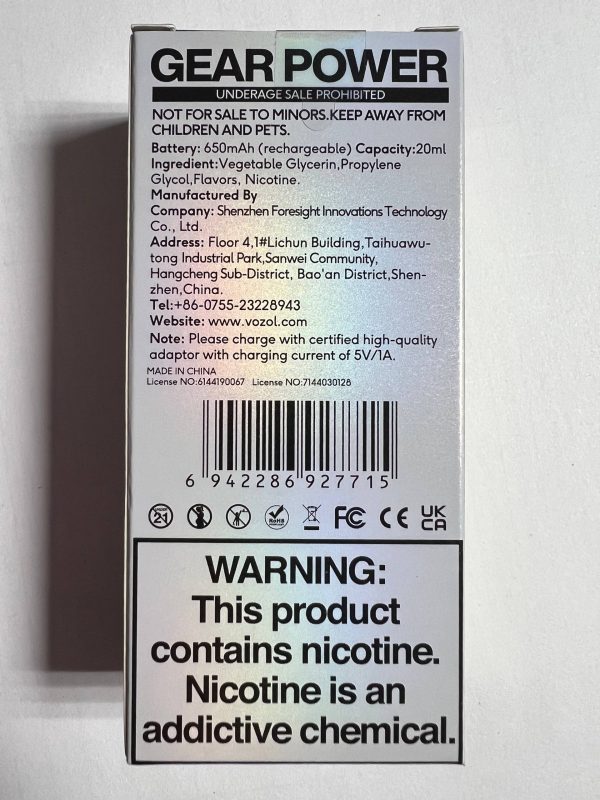 GEAR POWER
UNDERAGE SALE PROHIBITED
NOT FOR SALE TO MINORS.KEEP AWAY FROM
CHILDREN AND PETS.
Battery: 650mAh (rechargeable) Capacity:20ml
Ingredient:Vegetable Glycerin,Propylene
Glycol,Flavors, Nicotine.
Manufactured By
Company: Shenzhen Foresight Innovations Technology
Co., Ltd.
Address: Floor 4,1#Lichun Building,Taihuawu-
tong Industrial Park,Sanwei Community,
Hangcheng Sub-District, Bao'an District,Shen-
zhen,China.
Tel:+86-0755-23228943
Website: www.vozol.com
Note: Please charge with certified high-quality
adaptor with charging current of 5V/1A.
MADE IN CHINA
License NO:6144190067 License NO:7144030128
6 942286 927715
UNDER 21 RoHS FC CE UK CA
WARNING:
This product
contains nicotine.
Nicotine is an
addictive chemical.